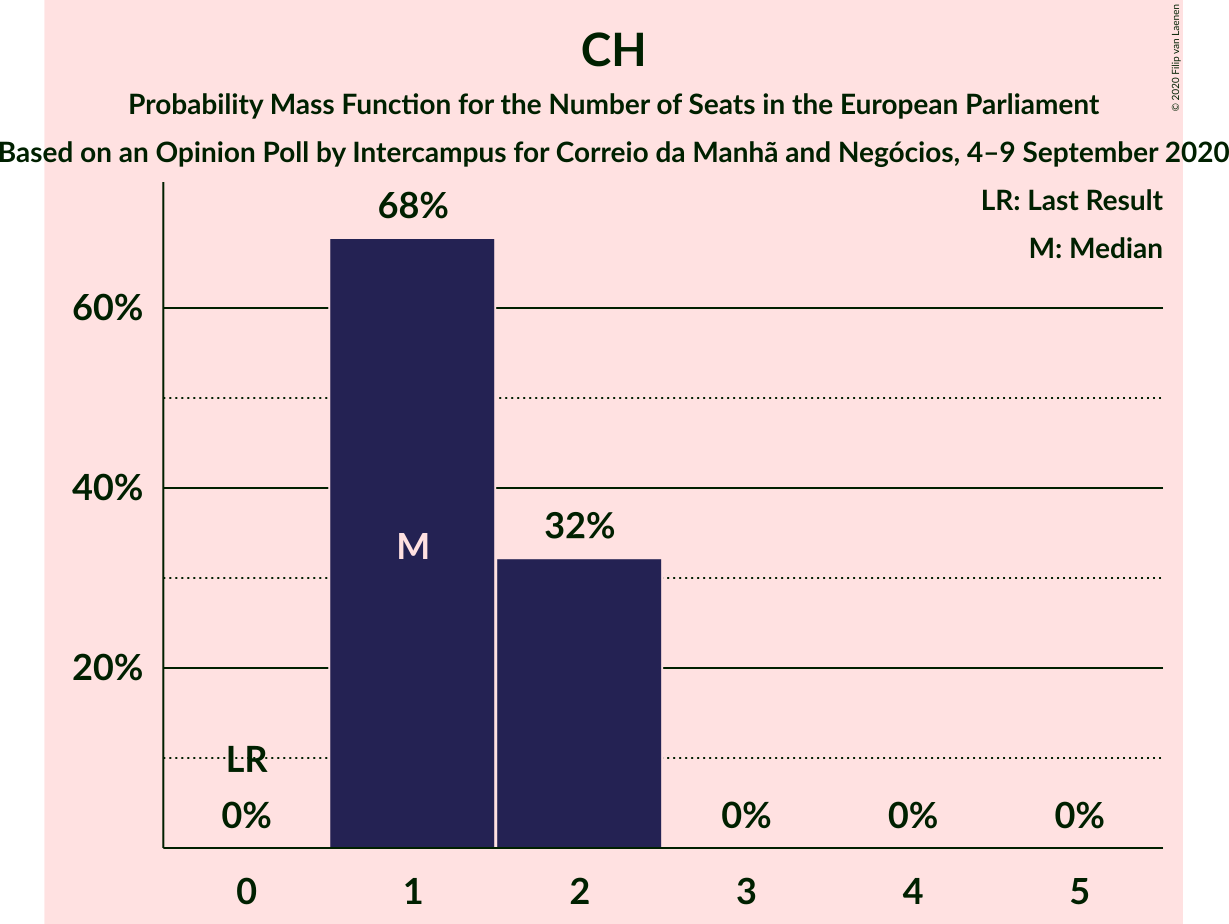 CH
Probability Mass Function for the Number of Seats in the European Parliament
Based on an Opinion Poll by Intercampus for Correio da Manhã and Negócios, 4–9 September 2020
© 2020 Filip van Laenen
LR: Last Result
M: Median
68%
60%
40%
32%
M
20%
LR
0%
0%
0%
0%
0
1
2
3
4
5